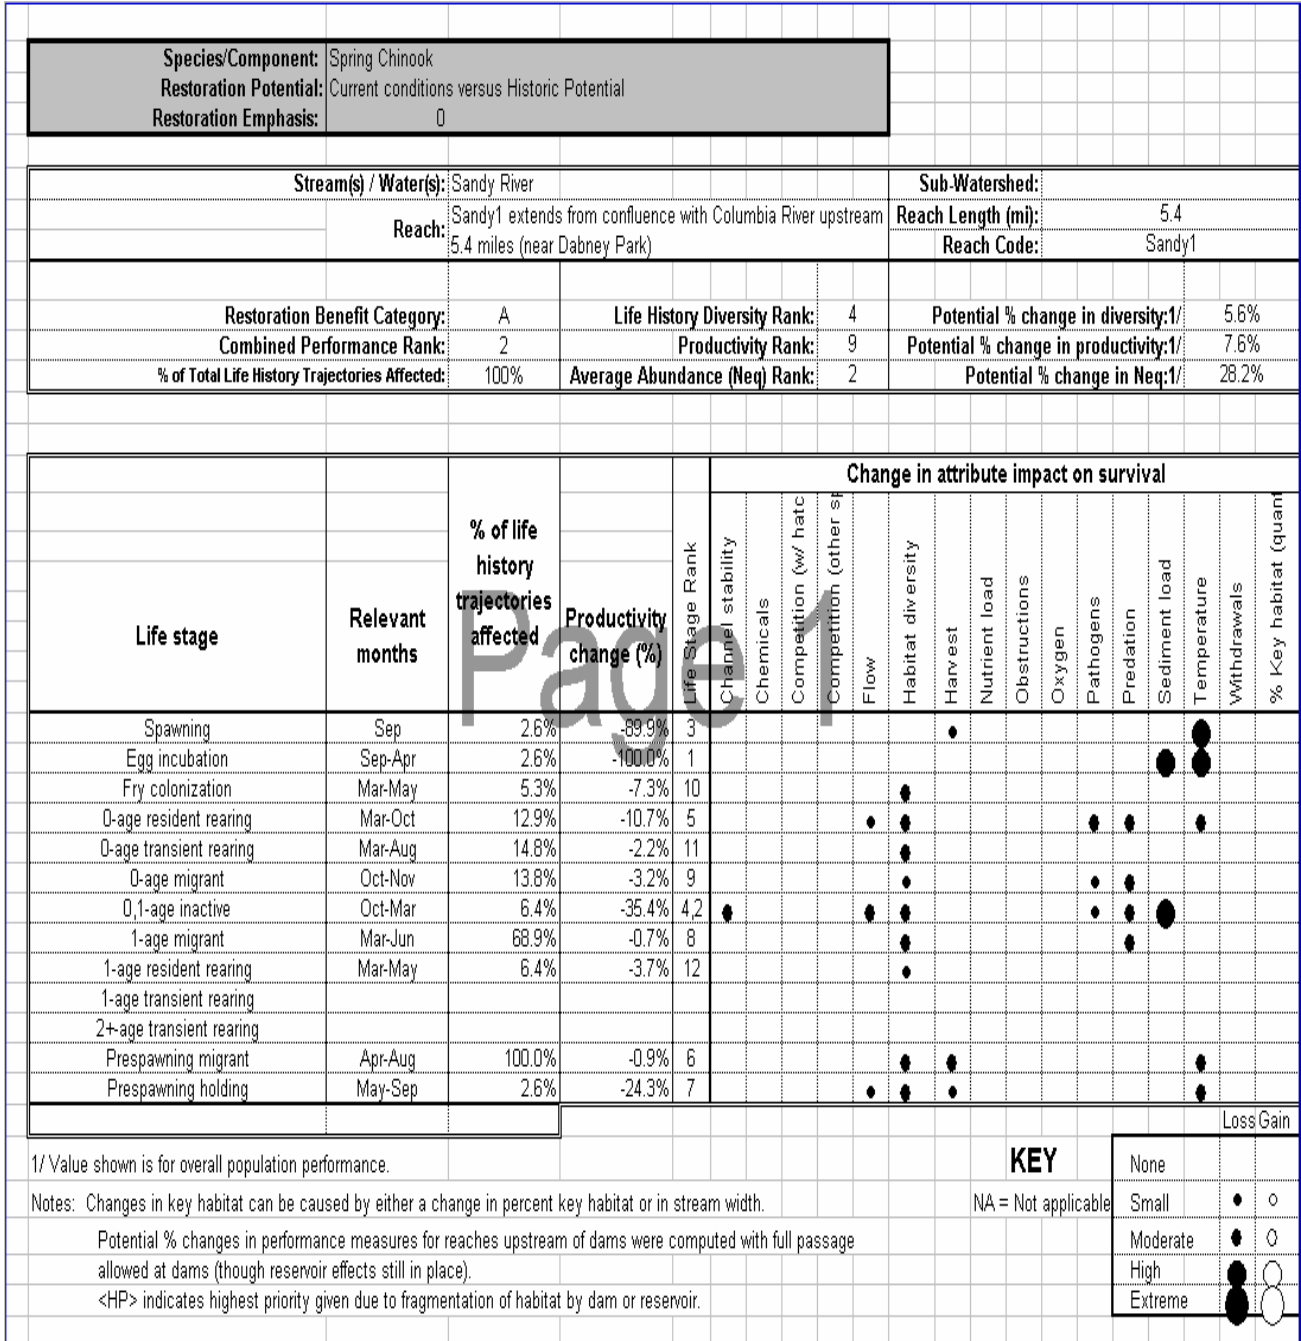 Species/Component: Spring Chinook
Restoration Potential: Current conditions versus Historic Potential
Restoration Emphasis: 0
Stream(s) / Water(s): Sandy River Sub-Watershed:
Reach: Sandy1 extends from confluence with Columbia River upstream 5.4 miles (near Dabney Park)
Reach Length (mi): 5.4
Reach Code: Sandy1
Restoration Benefit Category: A Life History Diversity Rank: 4 Potential % change in diversity:1/ 5.6%
Combined Performance Rank: 2 Productivity Rank: 9 Potential % change in productivity:1/ 7.6%
% of Total Life History Trajectories Affected: 100% Average Abundance (Neq) Rank: 2 Potential % change in Neq:1/ 28.2%
Change in attribute impact on survival
Life stage
Relevant months
% of life history trajectories affected
Productivity change (%)
Life Stage Rank
Channel stability
Chemicals
Competition (w/ hatc
Competition (other sp
Flow
Habitat diversity
Harvest
Nutrient load
Obstructions
Oxygen
Pathogens
Predation
Sediment load
Temperature
Withdrawals
% Key habitat (quant
Page 1
Spawning Sep 2.6% -89.9% 3
Egg incubation Sep-Apr 2.6% -100.0% 1
Fry colonization Mar-May 5.3% -7.3% 10
0-age resident rearing Mar-Oct 12.9% -10.7% 5
0-age transient rearing Mar-Aug 14.8% -2.2% 11
0-age migrant Oct-Nov 13.8% -3.2% 9
0,1-age inactive Oct-Mar 6.4% -35.4% 4,2
1-age migrant Mar-Jun 68.9% -0.7% 8
1-age resident rearing Mar-May 6.4% -3.7% 12
1-age transient rearing
2+-age transient rearing
Prespawning migrant Apr-Aug 100.0% -0.9% 6
Prespawning holding May-Sep 2.6% -24.3% 7
Loss Gain
1/ Value shown is for overall population performance. KEY None
Notes: Changes in key habitat can be caused by either a change in percent key habitat or in stream width. NA = Not applicable Small
Potential % changes in performance measures for reaches upstream of dams were computed with full passage Moderate
allowed at dams (though reservoir effects still in place). High
<HP> indicates highest priority given due to fragmentation of habitat by dam or reservoir. Extreme